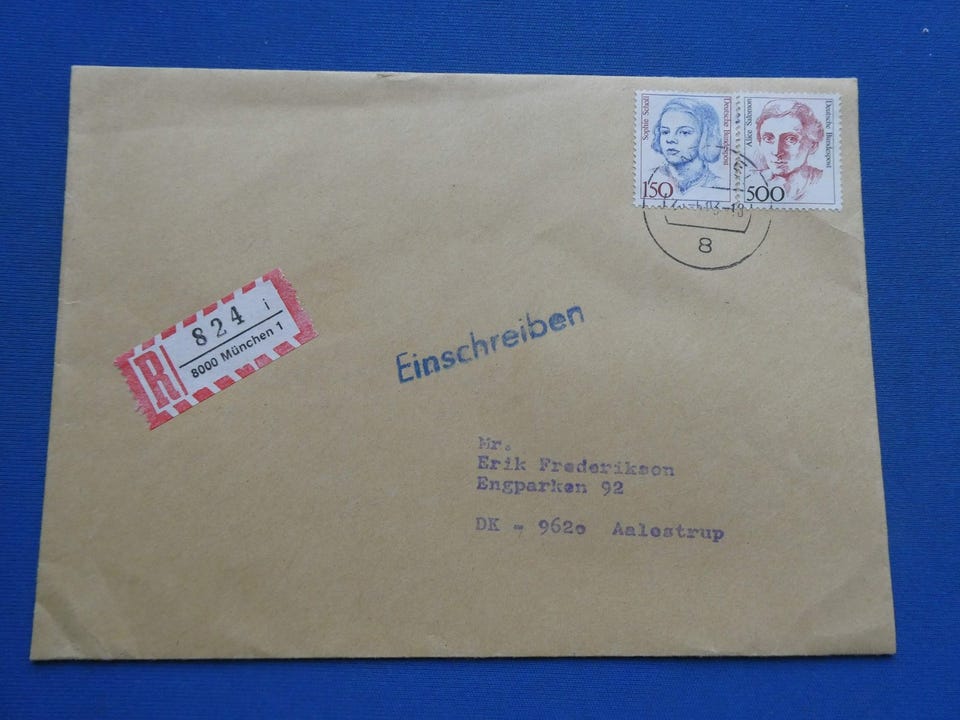 Sophie Scholl
Deutsche Bundespost
150
Alice Salomon
Deutsche Bundespost
500
8
R
824 i
8000 München 1
Einschreiben
Mr.
Erik Frederikson
Engparken 92
DK - 962o Aalestrup